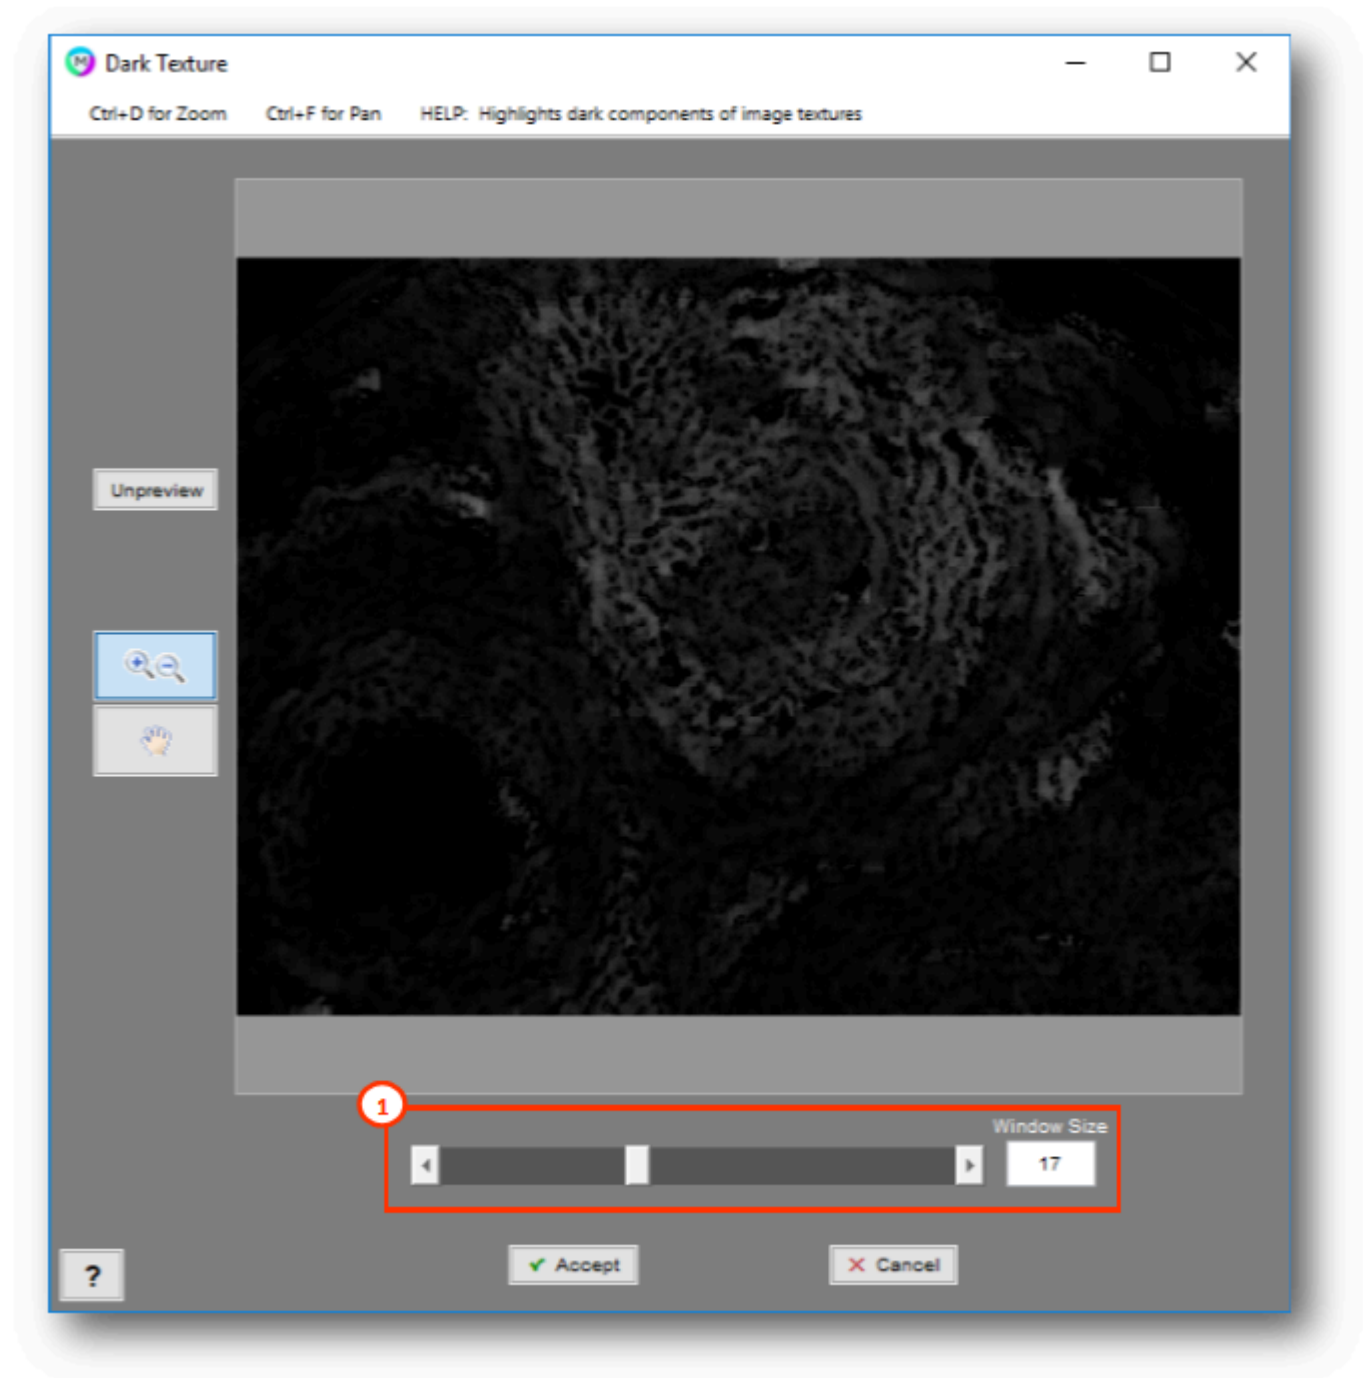 Dark Texture
Ctrl+D for Zoom Ctrl+F for Pan HELP: Highlights dark components of image textures
Unpreview
1
Window Size
17
Accept Cancel
?